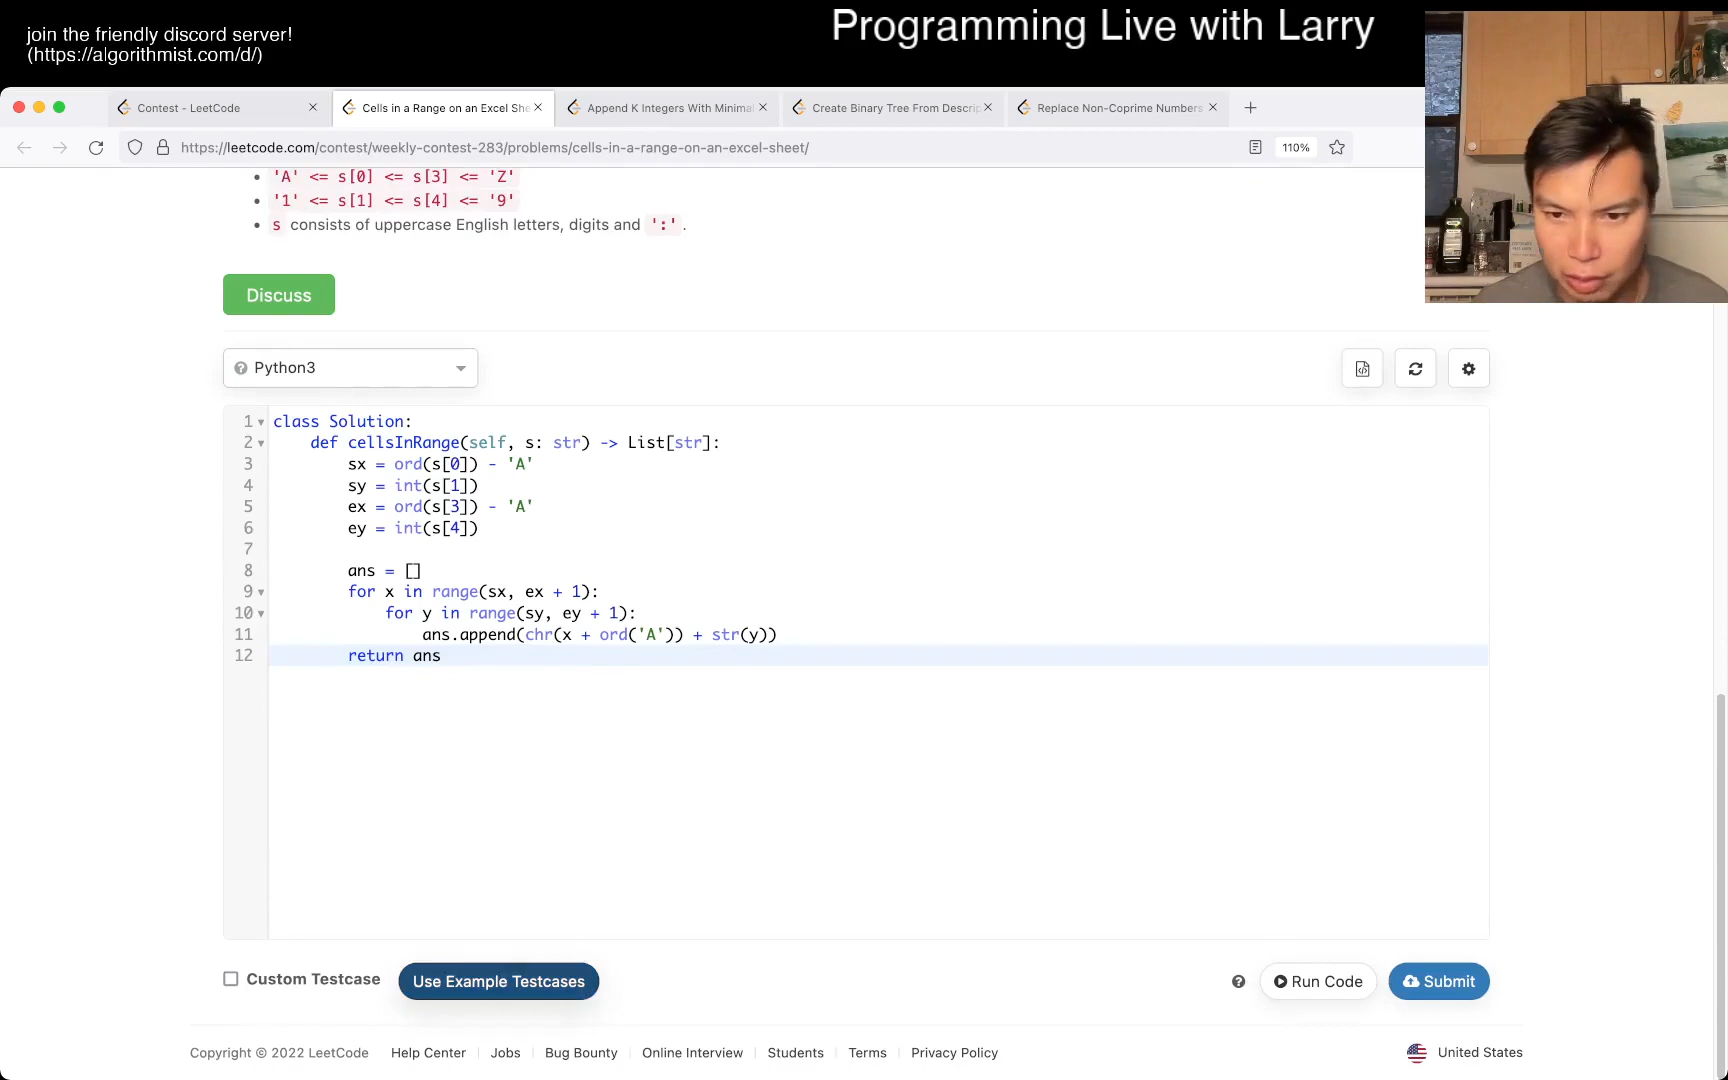 join the friendly discord server!
(https://algorithmist.com/d/)
Programming Live with Larry
Contest - LeetCode
Cells in a Range on an Excel She
Append K Integers With Minimal
Create Binary Tree From Descrip
Replace Non-Coprime Numbers
https://leetcode.com/contest/weekly-contest-283/problems/cells-in-a-range-on-an-excel-sheet/
110%
'A' <= s[0] <= s[3] <= 'Z'
'1' <= s[1] <= s[4] <= '9'
s consists of uppercase English letters, digits and ':'.
Discuss
Python3
1 class Solution:
2 def cellsInRange(self, s: str) -> List[str]:
3 sx = ord(s[0]) - 'A'
4 sy = int(s[1])
5 ex = ord(s[3]) - 'A'
6 ey = int(s[4])
7
8 ans = []
9 for x in range(sx, ex + 1):
10 for y in range(sy, ey + 1):
11 ans.append(chr(x + ord('A')) + str(y))
12 return ans
Custom Testcase Use Example Testcases Run Code Submit
Copyright © 2022 LeetCode Help Center Jobs Bug Bounty Online Interview Students Terms Privacy Policy United States